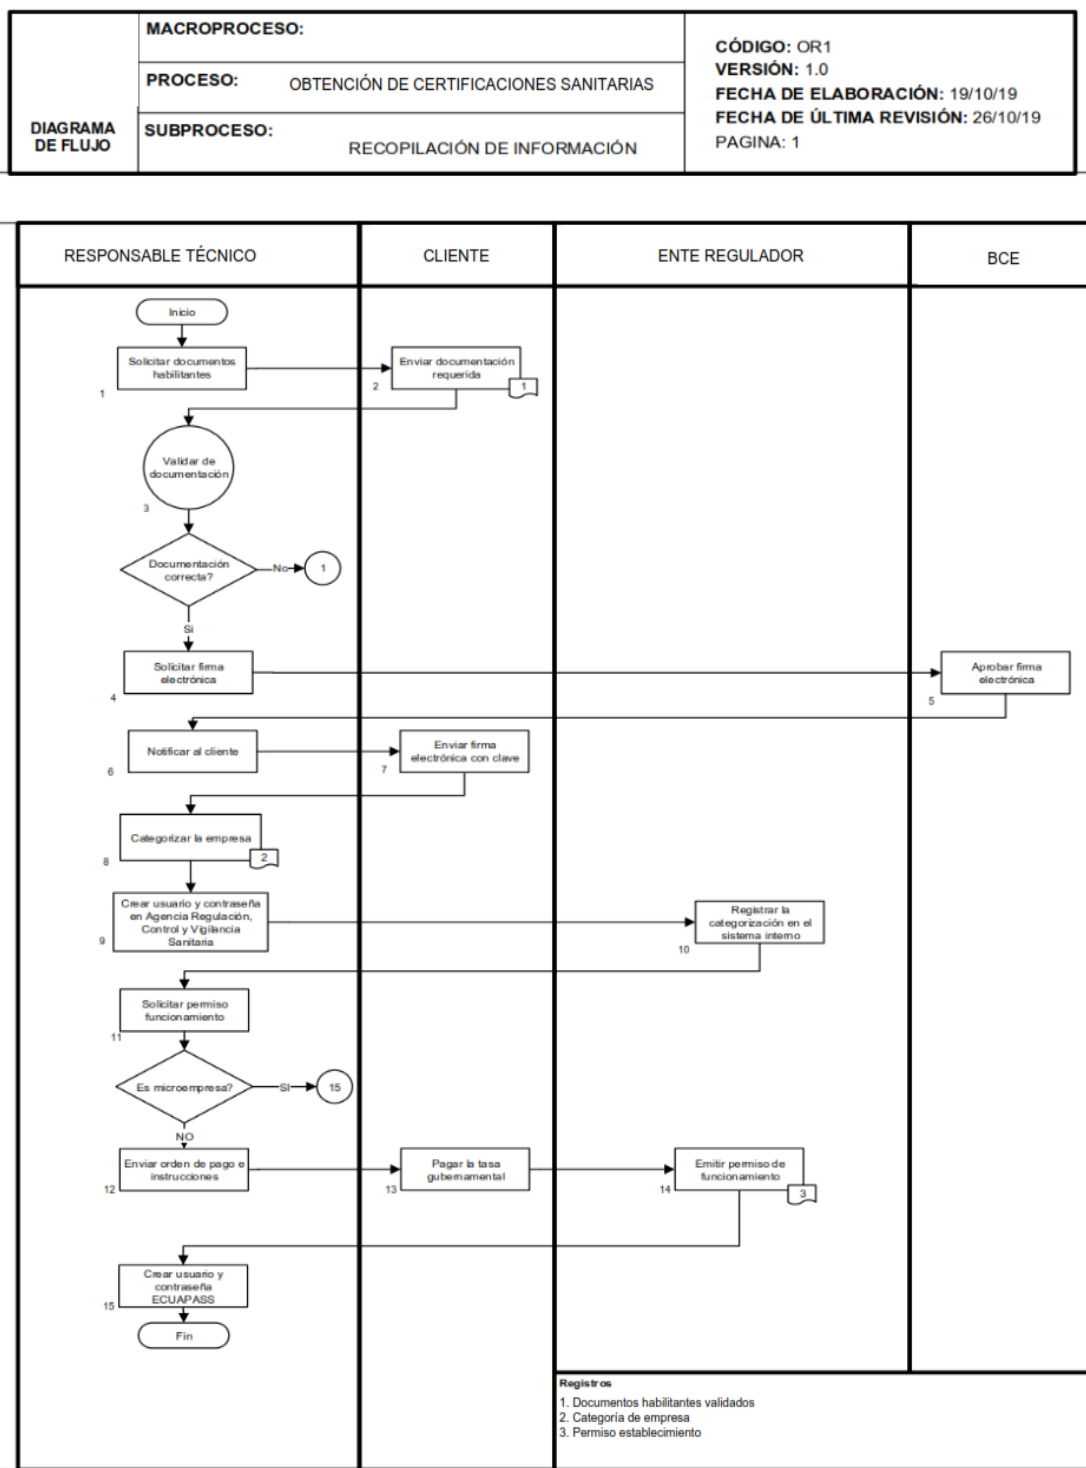 DIAGRAMA
DE FLUJO
MACROPROCESO:
PROCESO: OBTENCIÓN DE CERTIFICACIONES SANITARIAS
SUBPROCESO:
RECOPILACIÓN DE INFORMACIÓN
CÓDIGO: OR1
VERSIÓN: 1.0
FECHA DE ELABORACIÓN: 19/10/19
FECHA DE ÚLTIMA REVISIÓN: 26/10/19
PAGINA: 1
RESPONSABLE TÉCNICO
CLIENTE
ENTE REGULADOR
BCE
Inicio
Solicitar documentos
habilitantes
1
Enviar documentación
requerida
2
1
Validar de
documentación
3
Documentación
correcta?
No
1
Si
Solicitar firma
electrónica
4
Aprobar firma
electrónica
5
Notificar al cliente
6
Enviar firma
electrónica con clave
7
Categorizar la empresa
8
2
Crear usuario y contraseña
en Agencia Regulación,
Control y Vigilancia
Sanitaria
9
Registrar la
categorización en el
sistema interno
10
Solicitar permiso
funcionamiento
11
Es microempresa?
SI
15
NO
Enviar orden de pago e
instrucciones
12
Pagar la tasa
gubernamental
13
Emitir permiso de
funcionamiento
14
3
Crear usuario y
contraseña
ECUAPASS
15
Fin
Registros
1. Documentos habilitantes validados
2. Categoría de empresa
3. Permiso establecimiento